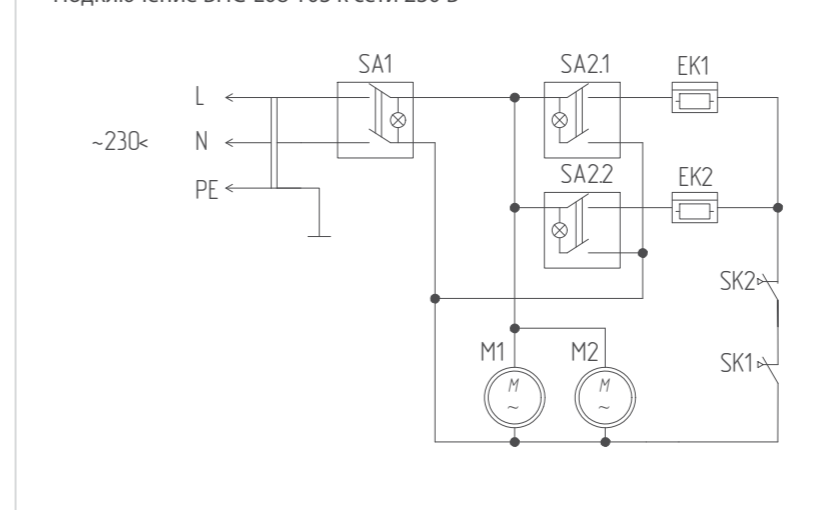 SA1 SA2.1 EK1
L
~230< N
PE
SA2.2 EK2
SK2
M1 M2 SK1
M M
~ ~